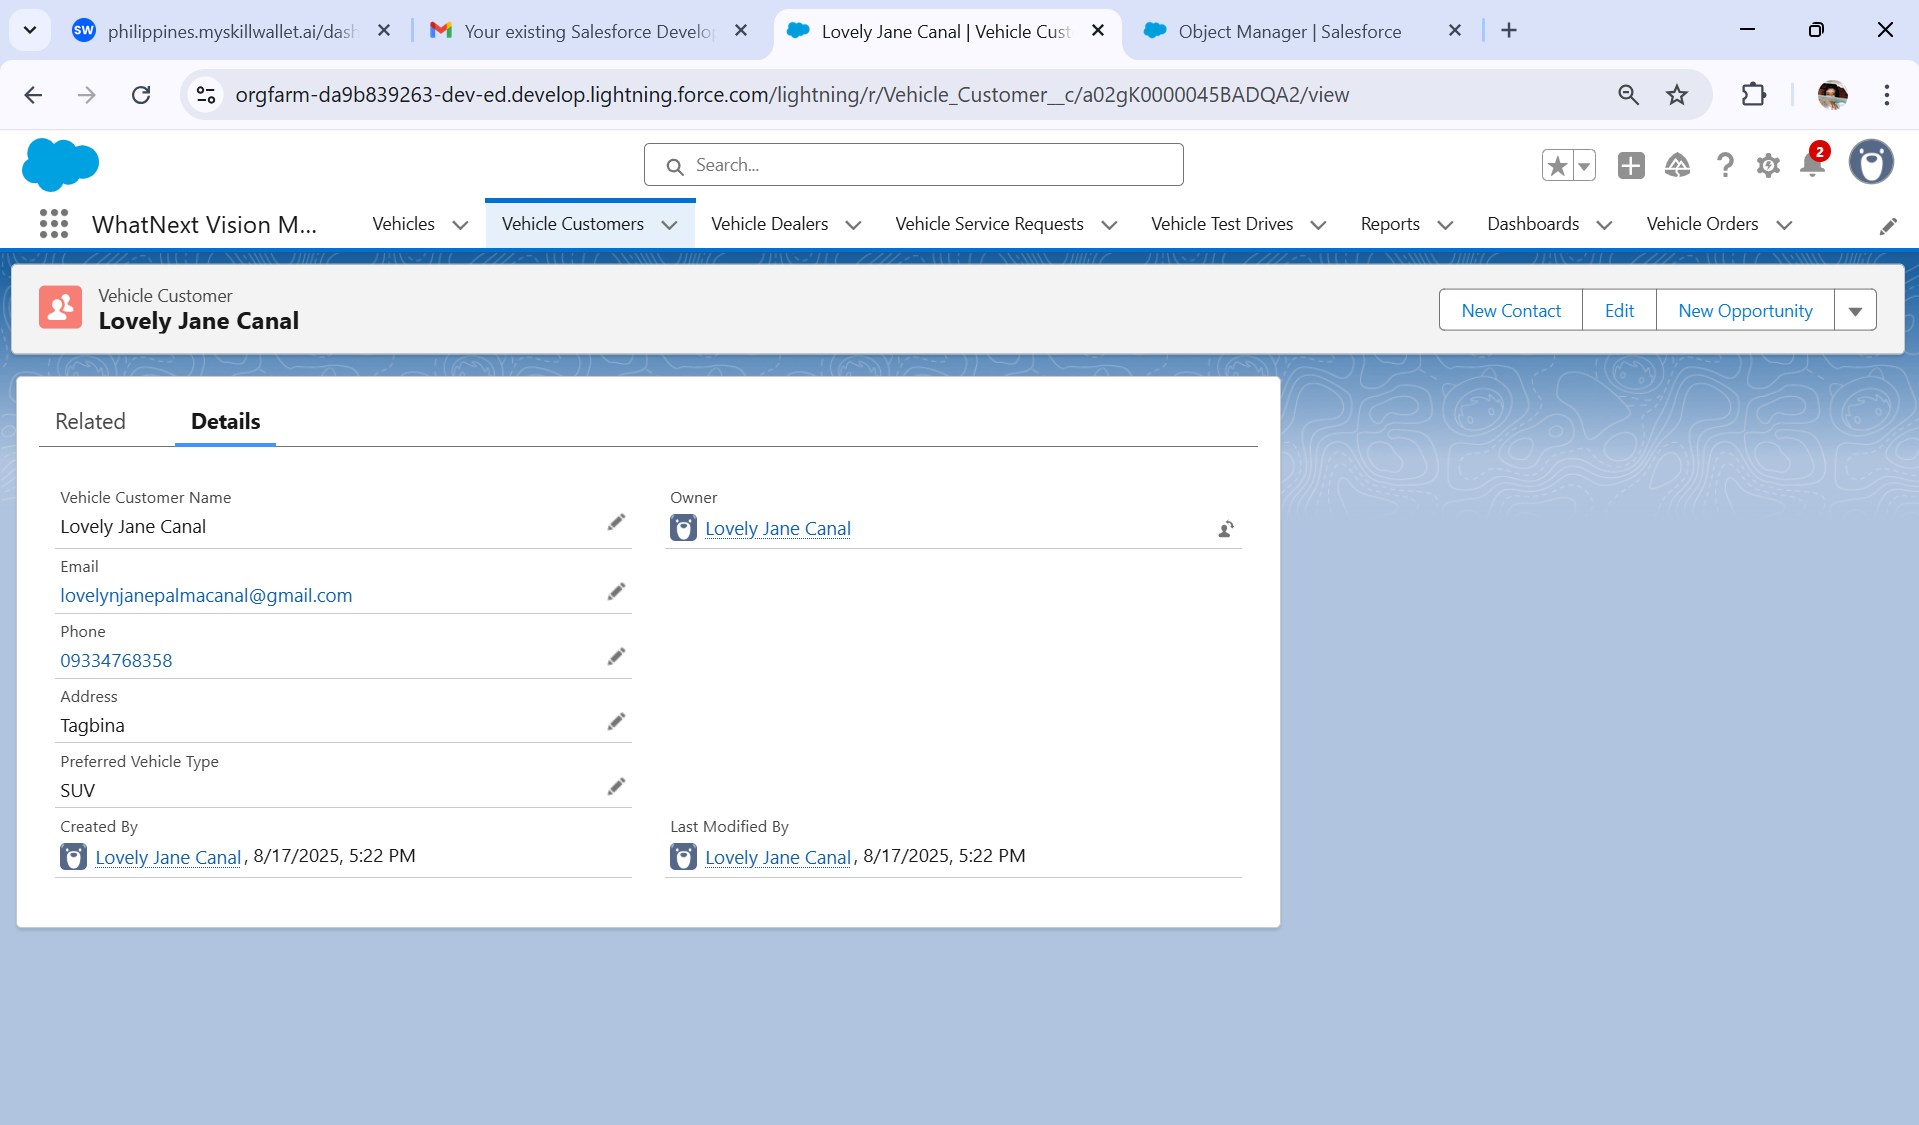 SW philippines.myskillwallet.ai/dash
Your existing Salesforce Develop
Lovely Jane Canal | Vehicle Cust
Object Manager | Salesforce
orgfarm-da9b839263-dev-ed.develop.lightning.force.com/lightning/r/Vehicle_Customer__c/a02gK0000045BADQA2/view
Search...
2
WhatNext Vision M...
Vehicles
Vehicle Customers
Vehicle Dealers
Vehicle Service Requests
Vehicle Test Drives
Reports
Dashboards
Vehicle Orders
Vehicle Customer
Lovely Jane Canal
New Contact
Edit
New Opportunity
Related
Details
Vehicle Customer Name
Lovely Jane Canal
Owner
Lovely Jane Canal
Email
lovelynjanepalmacanal@gmail.com
Phone
09334768358
Address
Tagbina
Preferred Vehicle Type
SUV
Created By
Lovely Jane Canal, 8/17/2025, 5:22 PM
Last Modified By
Lovely Jane Canal, 8/17/2025, 5:22 PM